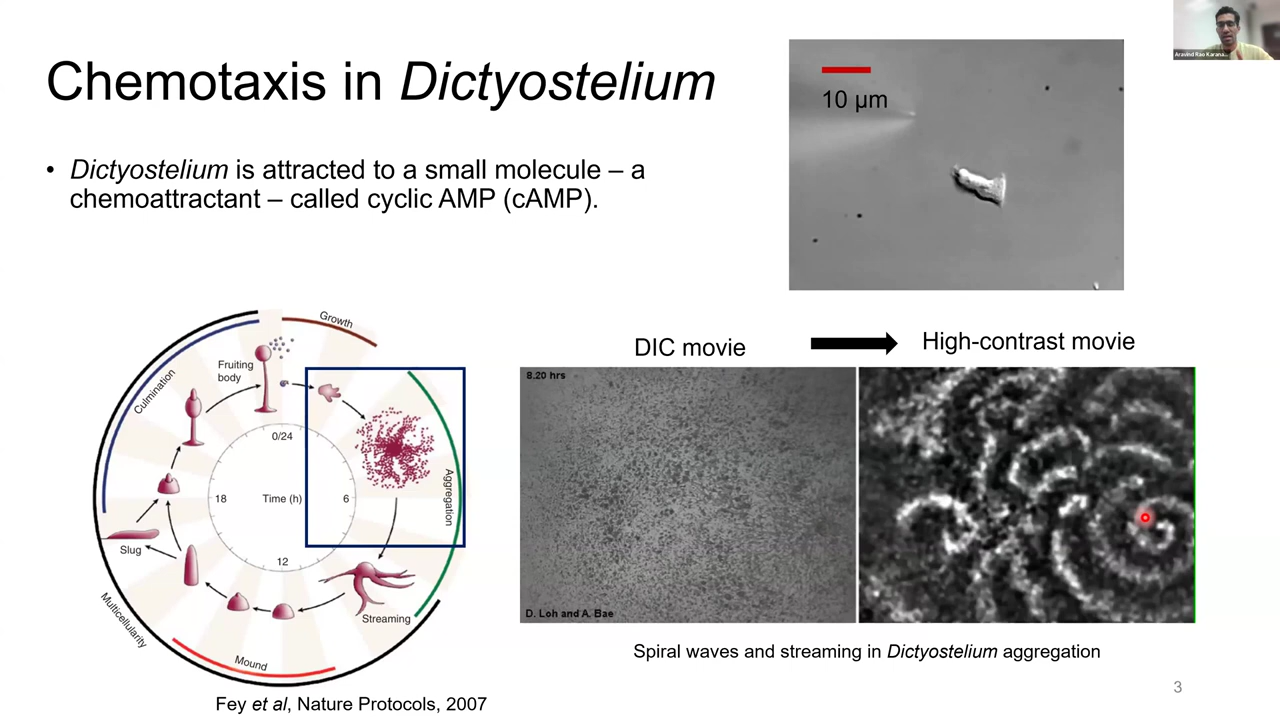 Chemotaxis in Dictyostelium
• Dictyostelium is attracted to a small molecule – a
chemoattractant – called cyclic AMP (cAMP).
10 µm
Aravind Rao Karana...
Growth
Culmination
Fruiting
body
0/24
Aggregation
18
Time (h)
6
Slug
12
Streaming
Multicellularity
Mound
Fey et al, Nature Protocols, 2007
DIC movie
High-contrast movie
8.20 hrs
D. Loh and A. Bae
Spiral waves and streaming in Dictyostelium aggregation
3